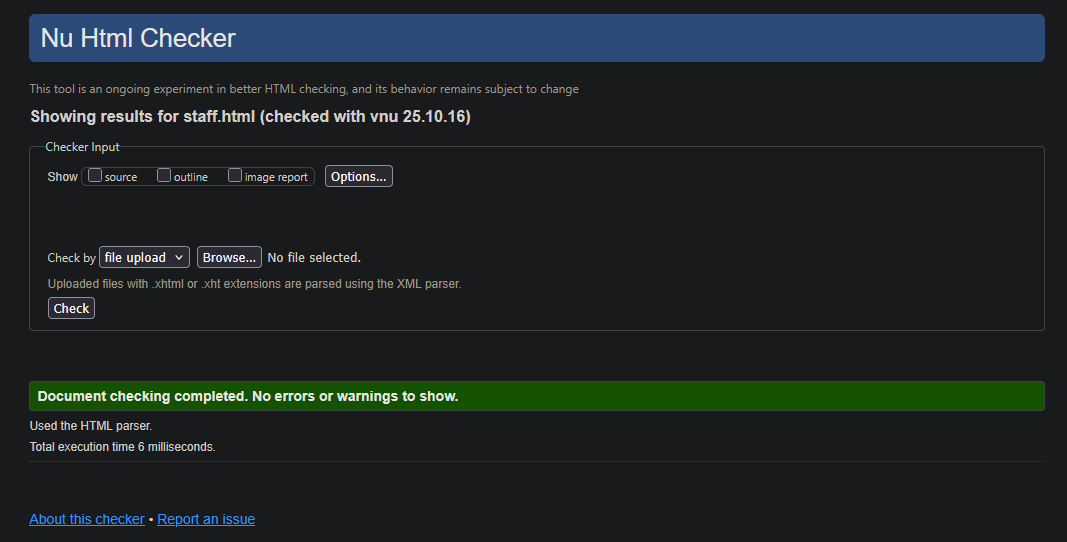 Nu Html Checker
This tool is an ongoing experiment in better HTML checking, and its behavior remains subject to change
Showing results for staff.html (checked with vnu 25.10.16)
Checker Input
Show source outline image report Options...
Check by file upload Browse... No file selected.
Uploaded files with .xhtml or .xht extensions are parsed using the XML parser.
Check
Document checking completed. No errors or warnings to show.
Used the HTML parser.
Total execution time 6 milliseconds.
About this checker • Report an issue